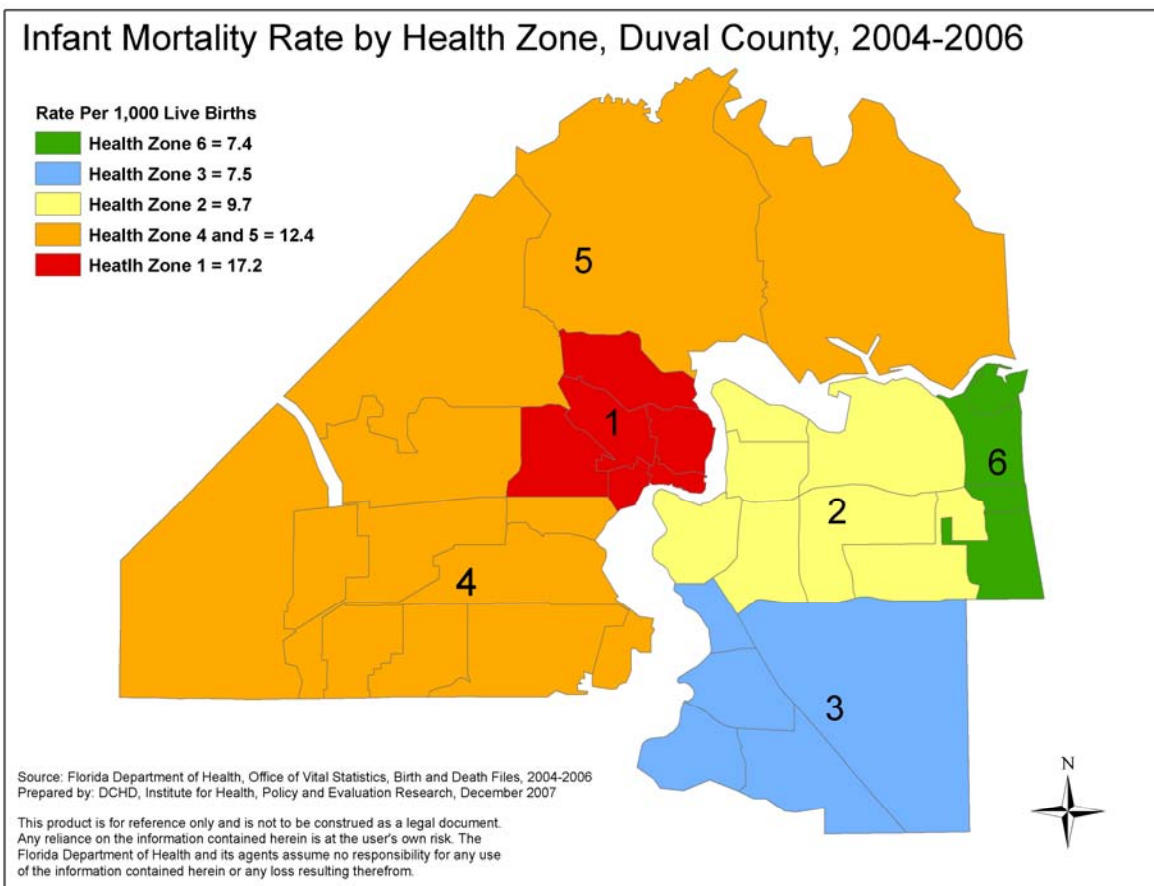 Infant Mortality Rate by Health Zone, Duval County, 2004-2006
Rate Per 1,000 Live Births
Health Zone 6 = 7.4
Health Zone 3 = 7.5
Health Zone 2 = 9.7
Health Zone 4 and 5 = 12.4
Heatlh Zone 1 = 17.2
5
1
6
2
4
3
Source: Florida Department of Health, Office of Vital Statistics, Birth and Death Files, 2004-2006
Prepared by: DCHD, Institute for Health, Policy and Evaluation Research, December 2007
This product is for reference only and is not to be construed as a legal document.
Any reliance on the information contained herein is at the user's own risk. The
Florida Department of Health and its agents assume no responsibility for any use
of the information contained herein or any loss resulting therefrom.
N